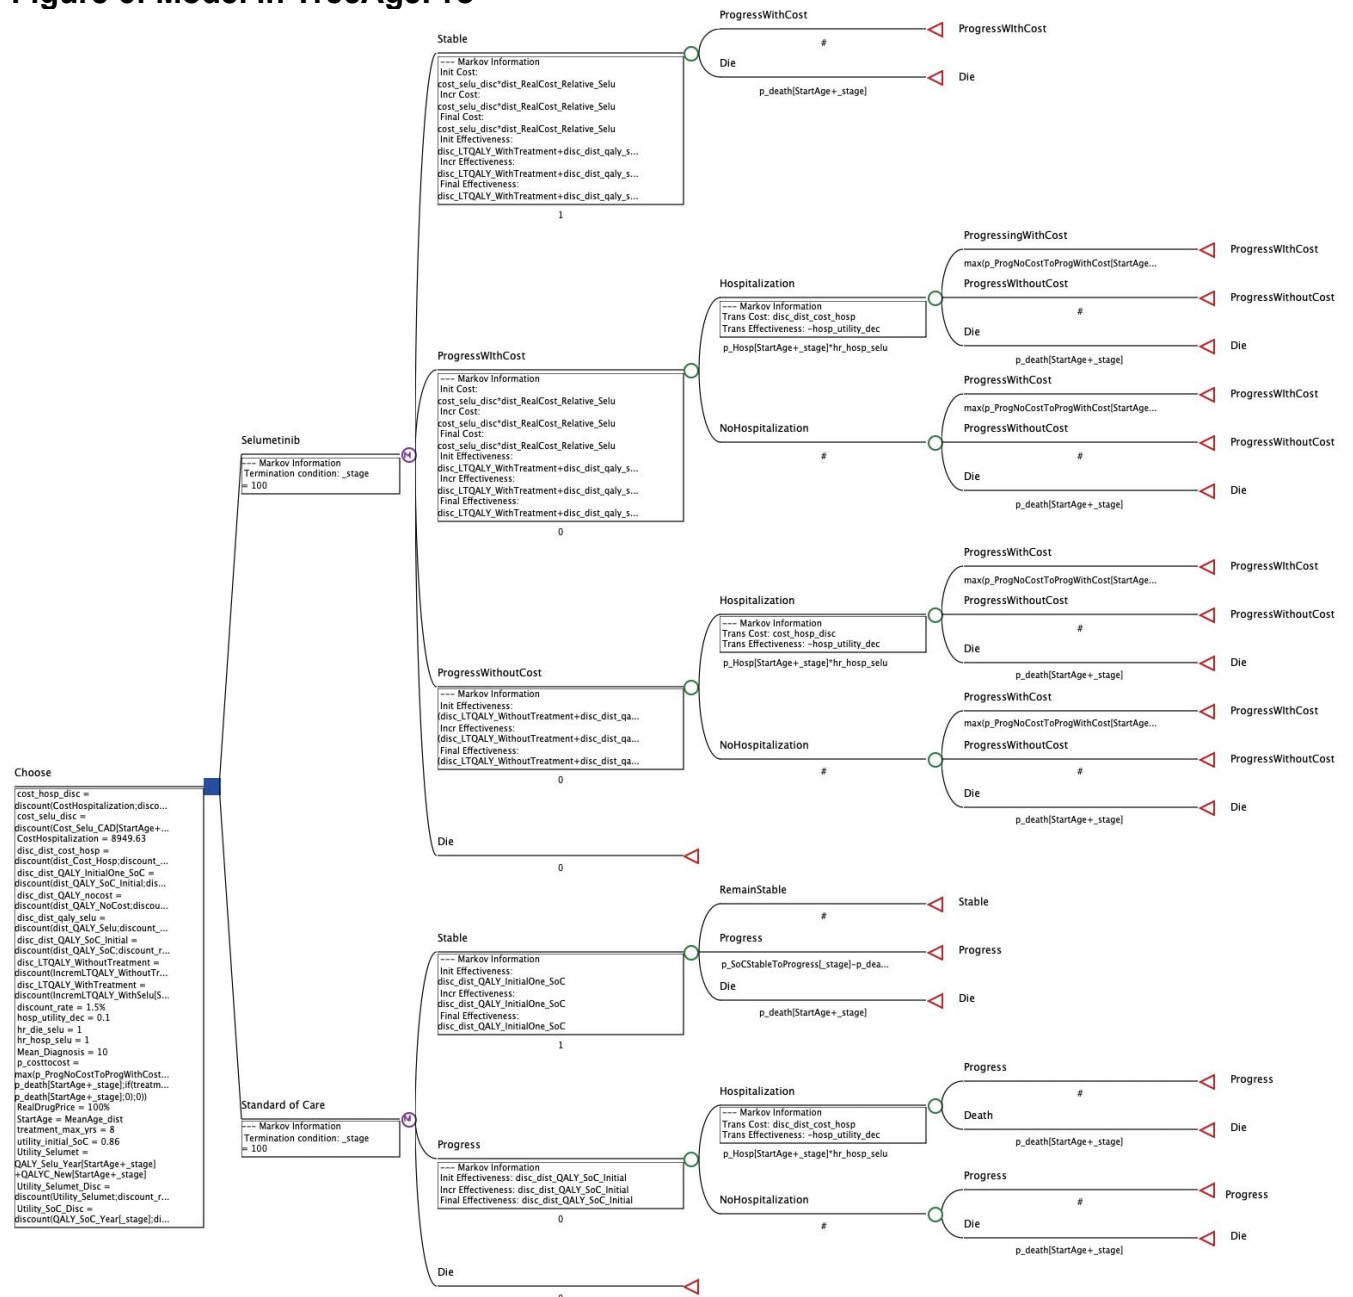 Stable
--- Markov Information
Init Cost:
cost_selu_disc*dist_RealCost_Relative_Selu
Incr Cost:
cost_selu_disc*dist_RealCost_Relative_Selu
Final Cost:
cost_selu_disc*dist_RealCost_Relative_Selu
Init Effectiveness:
disc_LTQALY_WithTreatment+disc_dist_qaly_s...
Incr Effectiveness:
disc_LTQALY_WithTreatment+disc_dist_qaly_s...
Final Effectiveness:
disc_LTQALY_WithTreatment+disc_dist_qaly_s...
1
ProgressWithCost
#
ProgressWIthCost
Die
p_death[StartAge+_stage]
Die
Selumetinib
--- Markov Information
Termination condition: _stage
= 100
ProgressWIthCost
--- Markov Information
Init Cost:
cost_selu_disc*dist_RealCost_Relative_Selu
Incr Cost:
cost_selu_disc*dist_RealCost_Relative_Selu
Final Cost:
cost_selu_disc*dist_RealCost_Relative_Selu
Init Effectiveness:
disc_LTQALY_WithTreatment+disc_dist_qaly_s...
Incr Effectiveness:
disc_LTQALY_WithTreatment+disc_dist_qaly_s...
Final Effectiveness:
disc_LTQALY_WithTreatment+disc_dist_qaly_s...
0
Hospitalization
--- Markov Information
Trans Cost: disc_dist_cost_hosp
Trans Effectiveness: -hosp_utility_dec
p_Hosp[StartAge+_stage]*hr_hosp_selu
ProgressingWithCost
max(p_ProgNoCostToProgWithCost[StartAge...
ProgressWIthCost
ProgressWIthoutCost
#
ProgressWithoutCost
Die
p_death[StartAge+_stage]
Die
NoHospitalization
#
ProgressWithCost
max(p_ProgNoCostToProgWithCost[StartAge...
ProgressWIthCost
ProgressWithoutCost
#
ProgressWithoutCost
Die
p_death[StartAge+_stage]
Die
ProgressWithoutCost
--- Markov Information
Init Effectiveness:
(disc_LTQALY_WithoutTreatment+disc_dist_qa...
Incr Effectiveness:
(disc_LTQALY_WithoutTreatment+disc_dist_qa...
Final Effectiveness:
(disc_LTQALY_WithoutTreatment+disc_dist_qa...
0
Hospitalization
--- Markov Information
Trans Cost: cost_hosp_disc
Trans Effectiveness: -hosp_utility_dec
p_Hosp[StartAge+_stage]*hr_hosp_selu
ProgressWithCost
max(p_ProgNoCostToProgWithCost[StartAge...
ProgressWIthCost
ProgressWithoutCost
#
ProgressWithoutCost
Die
p_death[StartAge+_stage]
Die
NoHospitalization
#
ProgressWithCost
max(p_ProgNoCostToProgWithCost[StartAge...
ProgressWIthCost
ProgressWithoutCost
#
ProgressWithoutCost
Die
p_death[StartAge+_stage]
Die
Die
0
Choose
cost_hosp_disc =
discount(CostHospitalization;disco...
cost_selu_disc =
discount(Cost_Selu_CAD[StartAge+...
CostHospitalization = 8949.63
disc_dist_cost_hosp =
discount(dist_Cost_Hosp;discount_...
disc_dist_QALY_InitialOne_SoC =
discount(dist_QALY_SoC_Initial;dis...
disc_dist_QALY_nocost =
discount(dist_QALY_NoCost;discou...
disc_dist_qaly_selu =
discount(dist_QALY_Selu;discount_...
disc_dist_QALY_SoC_Initial =
discount(dist_QALY_SoC;discount_r...
disc_LTQALY_WithoutTreatment =
discount(IncremLTQALY_WithoutTr...
disc_LTQALY_WithTreatment =
discount(IncremLTQALY_WithSelu[S...
discount_rate = 1.5%
hosp_utility_dec = 0.1
hr_die_selu = 1
hr_hosp_selu = 1
Mean_Diagnosis = 10
p_costtocost =
max(p_ProgNoCostToProgWithCost...
p_death[StartAge+_stage];if(treatm...
p_death[StartAge+_stage];0);0))
RealDrugPrice = 100%
StartAge = MeanAge_dist
treatment_max_yrs = 8
utility_initial_SoC = 0.86
Utility_Selumet =
QALY_Selu_Year[StartAge+_stage]
+QALYC_New[StartAge+_stage]
Utility_Selumet_Disc =
discount(Utility_Selumet;discount_r...
Utility_SoC_Disc =
discount(QALY_SoC_Year[_stage];di...
Standard of Care
--- Markov Information
Termination condition: _stage
= 100
Stable
--- Markov Information
Init Effectiveness:
disc_dist_QALY_InitialOne_SoC
Incr Effectiveness:
disc_dist_QALY_InitialOne_SoC
Final Effectiveness:
disc_dist_QALY_InitialOne_SoC
1
RemainStable
#
Stable
Progress
p_SoCStableToProgress[_stage]-p_dea...
Progress
Die
p_death[StartAge+_stage]
Die
Progress
--- Markov Information
Init Effectiveness: disc_dist_QALY_SoC_Initial
Incr Effectiveness: disc_dist_QALY_SoC_Initial
Final Effectiveness: disc_dist_QALY_SoC_Initial
0
Hospitalization
--- Markov Information
Trans Cost: disc_dist_cost_hosp
Trans Effectiveness: -hosp_utility_dec
p_Hosp[StartAge+_stage]*hr_hosp_selu
Progress
#
Progress
Death
p_death[StartAge+_stage]
Die
NoHospitalization
#
Progress
#
Progress
Die
p_death[StartAge+_stage]
Die
Die